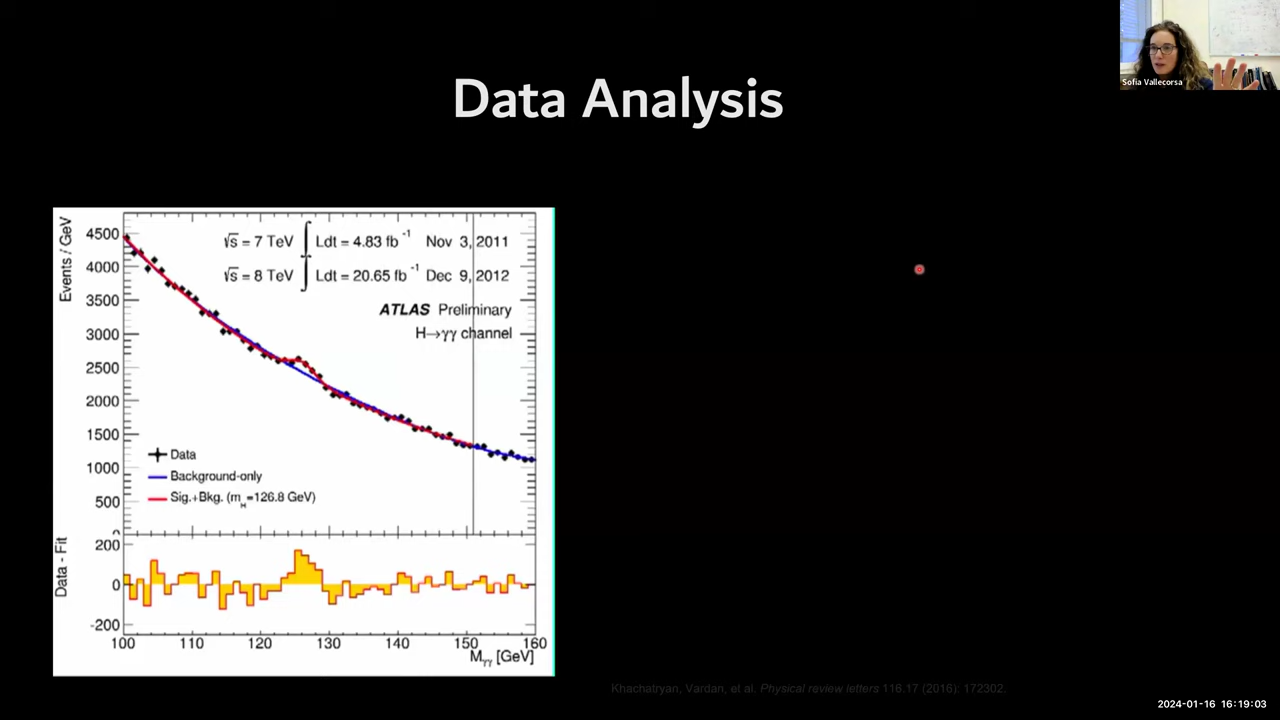 Sofia Vallecorsa
Data Analysis
Events / GeV
4500
4000
3500
3000
2500
2000
1500
1000
500
0
√s = 7 TeV ∫ Ldt = 4.83 fb⁻¹ Nov 3, 2011
√s = 8 TeV ∫ Ldt = 20.65 fb⁻¹ Dec 9, 2012
ATLAS Preliminary
H→γγ channel
Data
Background-only
Sig.+Bkg. (m_H=126.8 GeV)
Data - Fit
200
0
-200
100 110 120 130 140 150 160
M_γγ [GeV]
Khachatryan, Vardan, et al. Physical review letters 116.17 (2016): 172302.
2024-01-16 16:19:03